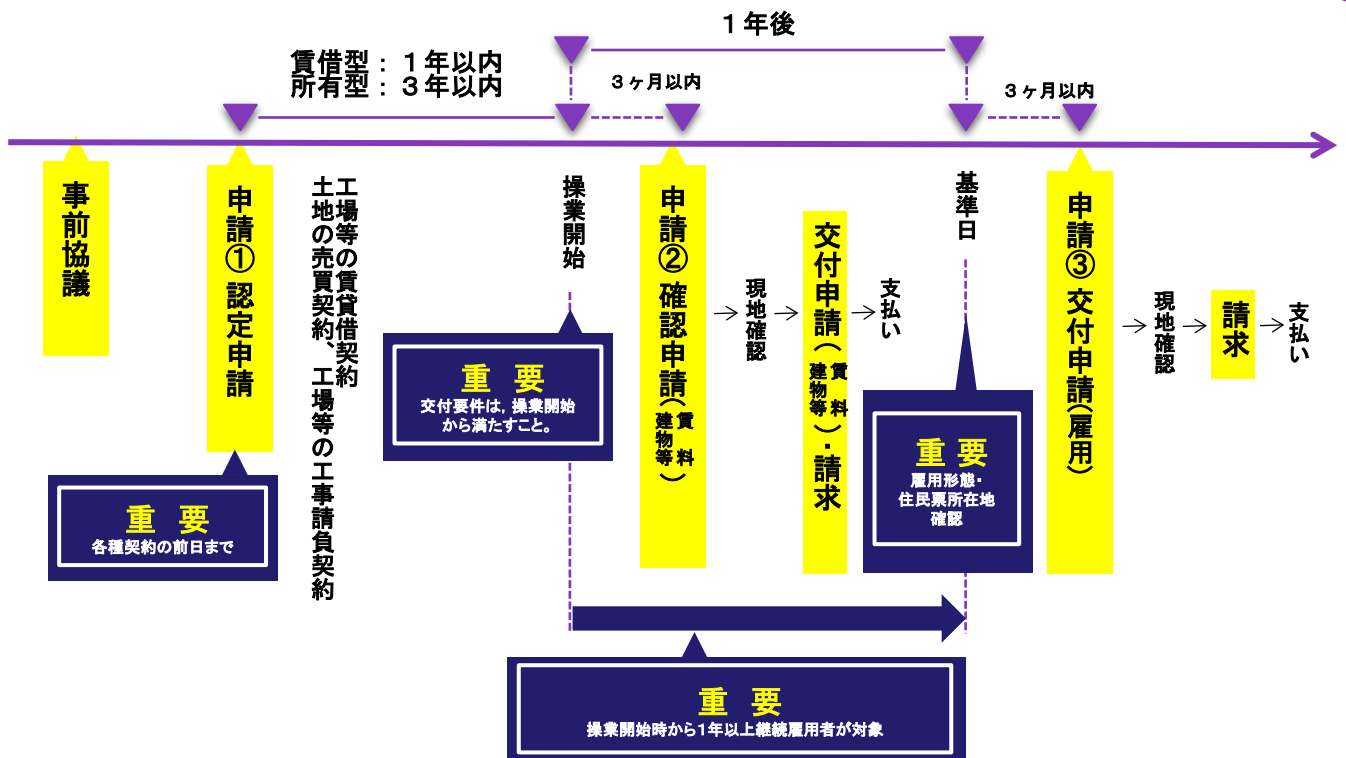 1年後
賃借型:1年以内
所有型:3年以内
3ヶ月以内
3ヶ月以内
事前協議
申請①認定申請
工場等の賃貸借契約
土地の売買契約、工場等の工事請負契約
操業開始
申請②確認申請(賃料
建物等)
→現地確認
→交付申請(賃料
建物等)・請求
→支払い
基準日
申請③交付申請(雇用)
→現地確認
→請求
→支払い
重要
各種契約の前日まで
重要
交付要件は,操業開始
から満たすこと。
重要
雇用形態・
住民票所在地
確認
重要
操業開始時から1年以上継続雇用者が対象